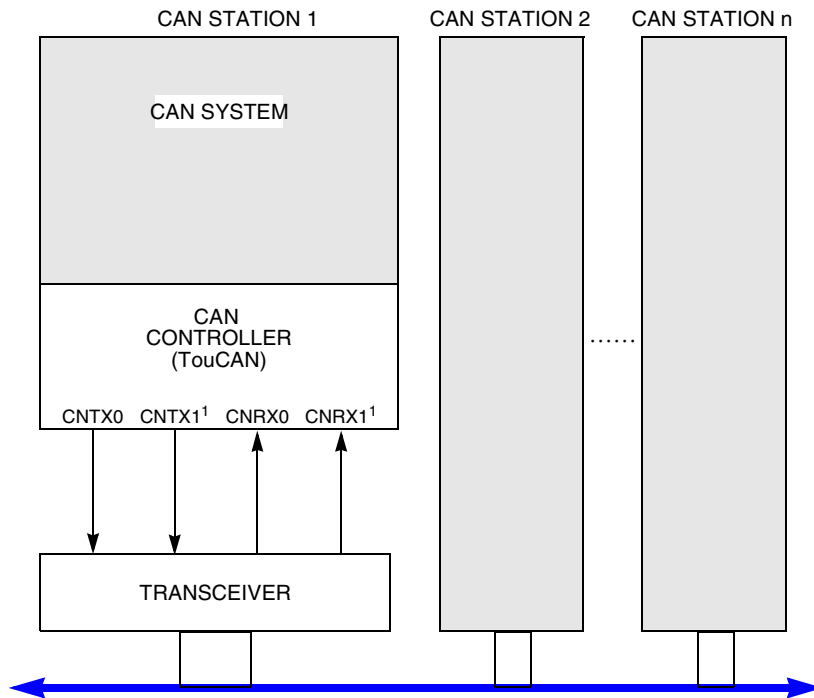 CAN STATION 1
CAN STATION 2
CAN STATION n
CAN SYSTEM
CAN
CONTROLLER
(TouCAN)
......
CNTX0
CNTX1¹
CNRX0
CNRX1¹
TRANSCEIVER